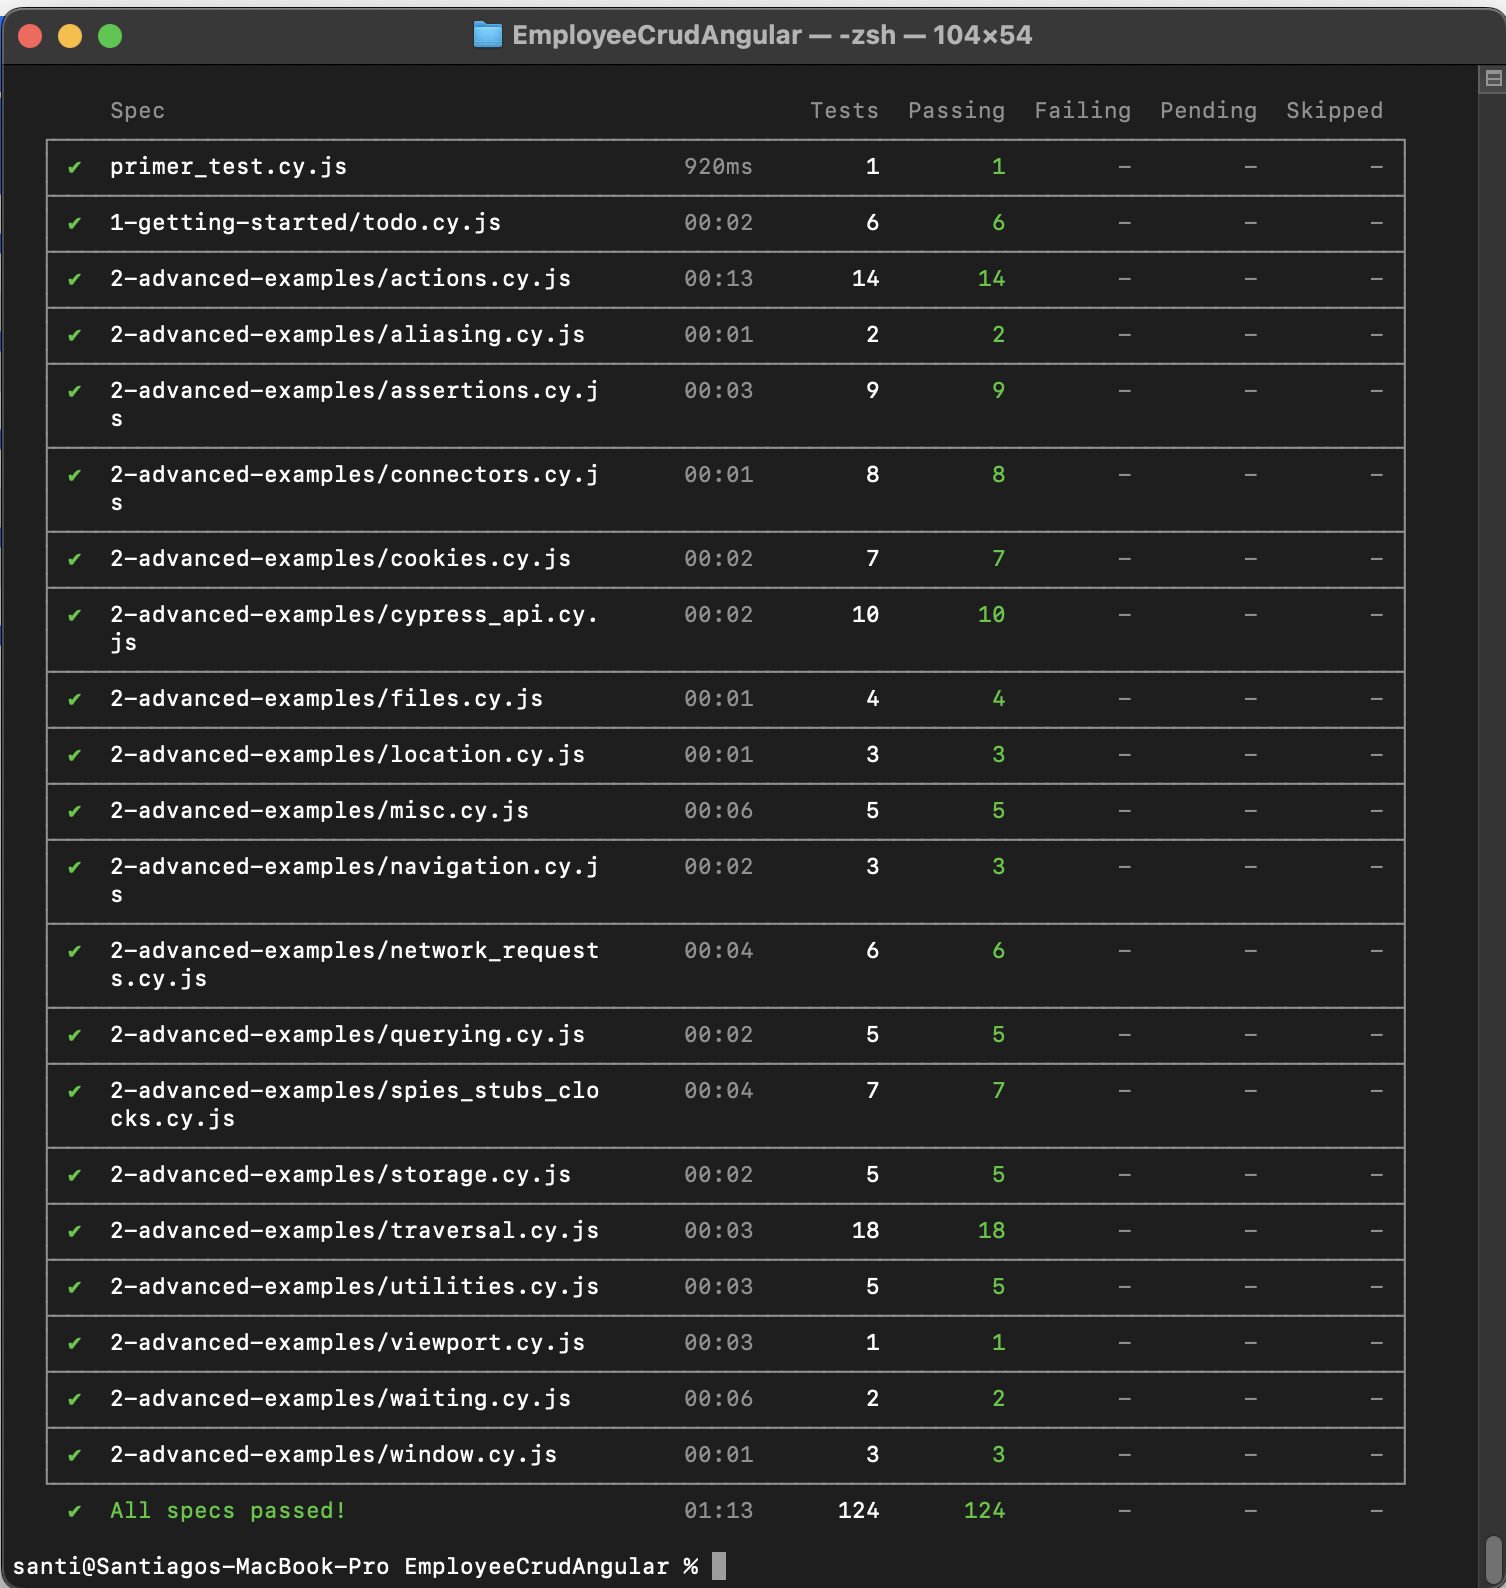 EmployeeCrudAngular — -zsh — 104×54
Spec Tests Passing Failing Pending Skipped
✔ primer_test.cy.js 920ms 1 1 - - -
✔ 1-getting-started/todo.cy.js 00:02 6 6 - - -
✔ 2-advanced-examples/actions.cy.js 00:13 14 14 - - -
✔ 2-advanced-examples/aliasing.cy.js 00:01 2 2 - - -
✔ 2-advanced-examples/assertions.cy.j 00:03 9 9 - - -
s
✔ 2-advanced-examples/connectors.cy.j 00:01 8 8 - - -
s
✔ 2-advanced-examples/cookies.cy.js 00:02 7 7 - - -
✔ 2-advanced-examples/cypress_api.cy. 00:02 10 10 - - -
js
✔ 2-advanced-examples/files.cy.js 00:01 4 4 - - -
✔ 2-advanced-examples/location.cy.js 00:01 3 3 - - -
✔ 2-advanced-examples/misc.cy.js 00:06 5 5 - - -
✔ 2-advanced-examples/navigation.cy.j 00:02 3 3 - - -
s
✔ 2-advanced-examples/network_request 00:04 6 6 - - -
s.cy.js
✔ 2-advanced-examples/querying.cy.js 00:02 5 5 - - -
✔ 2-advanced-examples/spies_stubs_clo 00:04 7 7 - - -
cks.cy.js
✔ 2-advanced-examples/storage.cy.js 00:02 5 5 - - -
✔ 2-advanced-examples/traversal.cy.js 00:03 18 18 - - -
✔ 2-advanced-examples/utilities.cy.js 00:03 5 5 - - -
✔ 2-advanced-examples/viewport.cy.js 00:03 1 1 - - -
✔ 2-advanced-examples/waiting.cy.js 00:06 2 2 - - -
✔ 2-advanced-examples/window.cy.js 00:01 3 3 - - -
✔ All specs passed! 01:13 124 124 - - -
santi@Santiagos-MacBook-Pro EmployeeCrudAngular %